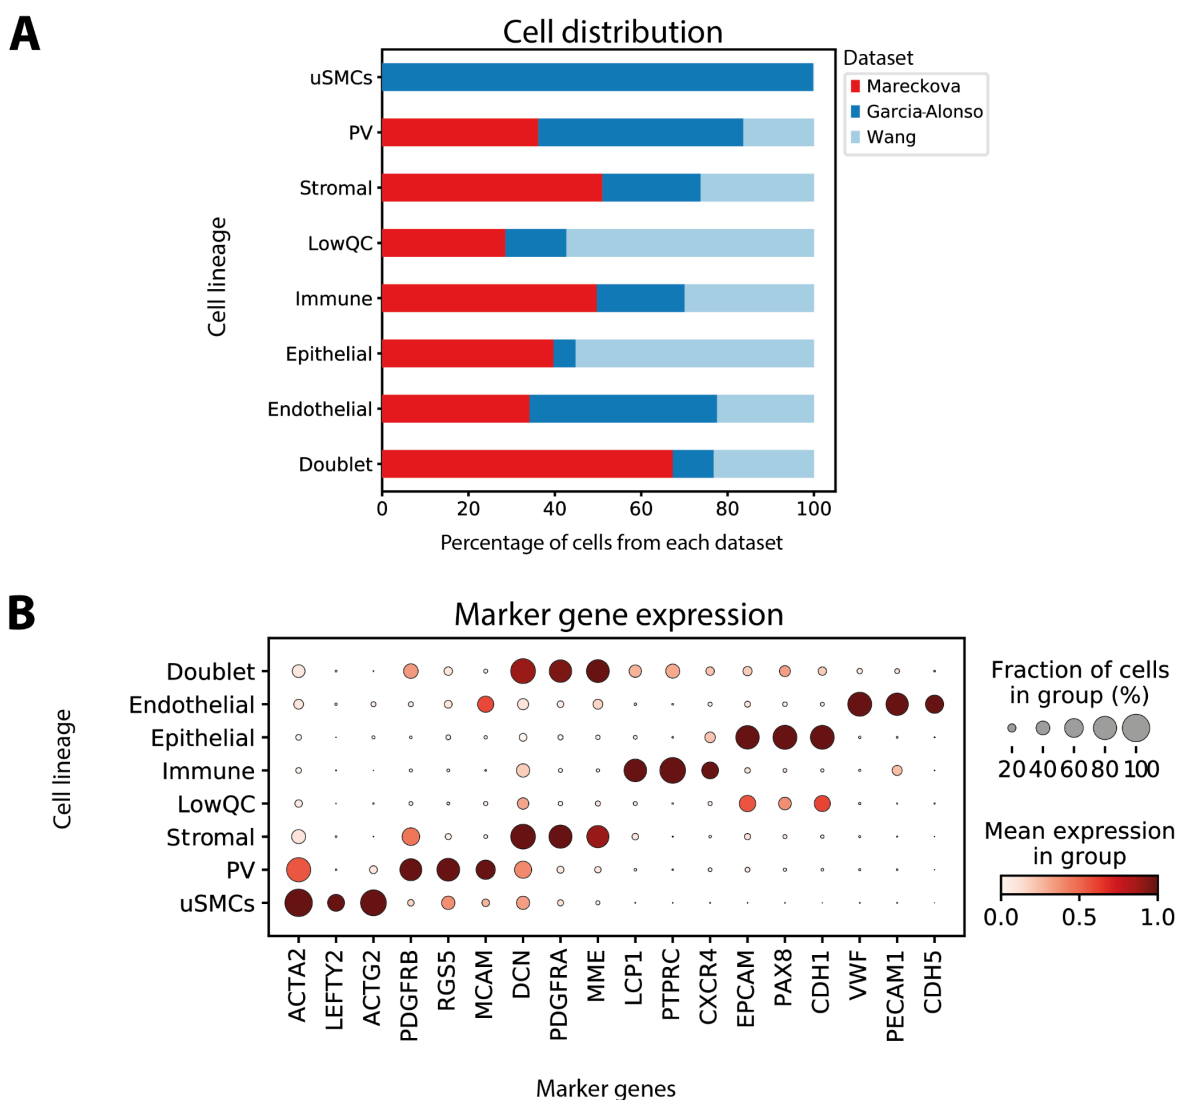 A
Cell distribution
Dataset
Mareckova
Garcia-Alonso
Wang
Cell lineage
uSMCs
PV
Stromal
LowQC
Immune
Epithelial
Endothelial
Doublet
0 20 40 60 80 100
Percentage of cells from each dataset
B
Marker gene expression
Cell lineage
Doublet
Endothelial
Epithelial
Immune
LowQC
Stromal
PV
uSMCs
ACTA2
LEFTY2
ACTG2
PDGFRB
RGS5
MCAM
DCN
PDGFRA
MME
LCP1
PTPRC
CXCR4
EPCAM
PAX8
CDH1
VWF
PECAM1
CDH5
Marker genes
Fraction of cells
in group (%)
20 40 60 80 100
Mean expression
in group
0.0 0.5 1.0